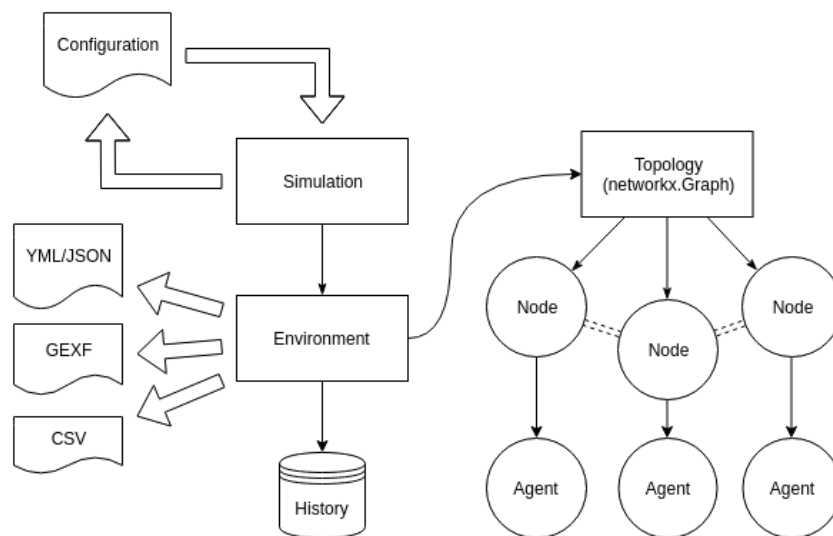 Configuration
Simulation
YML/JSON
GEXF
CSV
Environment
History
Topology
(networkx.Graph)
Node
Node
Node
Agent
Agent
Agent